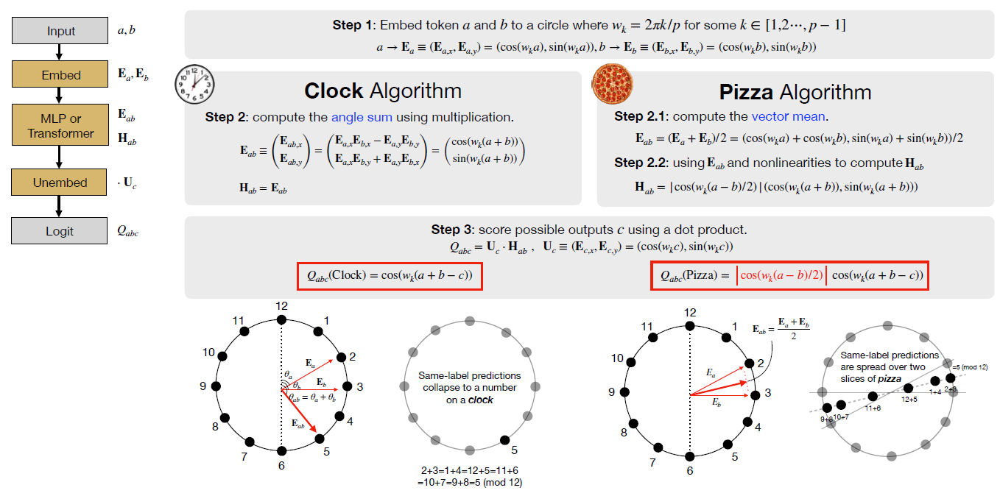 Input
a, b
Embed
E_a, E_b
MLP or
Transformer
E_ab
H_ab
Unembed
· U_c
Logit
Q_abc
Step 1: Embed token a and b to a circle where w_k = 2πk/p for some k ∈ [1,2⋯, p − 1]
a → E_a ≡ (E_a,x, E_a,y) = (cos(w_k a), sin(w_k a)), b → E_b ≡ (E_b,x, E_b,y) = (cos(w_k b), sin(w_k b))
Clock Algorithm
Step 2: compute the angle sum using multiplication.
E_ab ≡ (E_ab,x; E_ab,y) = (E_a,x E_b,x − E_a,y E_b,y; E_a,x E_b,y + E_a,y E_b,x) = (cos(w_k(a + b)); sin(w_k(a + b)))
H_ab = E_ab
Pizza Algorithm
Step 2.1: compute the vector mean.
E_ab = (E_a + E_b)/2 = (cos(w_k a) + cos(w_k b), sin(w_k a) + sin(w_k b))/2
Step 2.2: using E_ab and nonlinearities to compute H_ab
H_ab = |cos(w_k(a − b)/2)|(cos(w_k(a + b)), sin(w_k(a + b)))
Step 3: score possible outputs c using a dot product.
Q_abc = U_c · H_ab , U_c ≡ (E_c,x, E_c,y) = (cos(w_k c), sin(w_k c))
Q_abc(Clock) = cos(w_k(a + b − c))
Q_abc(Pizza) = |cos(w_k(a − b)/2)| cos(w_k(a + b − c))
12
1
2
3
4
5
6
7
8
9
10
11
E_a
θ_a
θ_b
E_b
θ_ab = θ_a + θ_b
E_ab
Same-label predictions
collapse to a number
on a clock
5
2+3=1+4=12+5=11+6
=10+7=9+8=5 (mod 12)
12
1
2
3
4
5
6
7
8
9
10
11
E_a
E_b
E_ab = (E_a + E_b)/2
Same-label predictions
are spread over two
slices of pizza
=5 (mod 12)
2+3
1+4
12+5
11+6
10+7
9+8